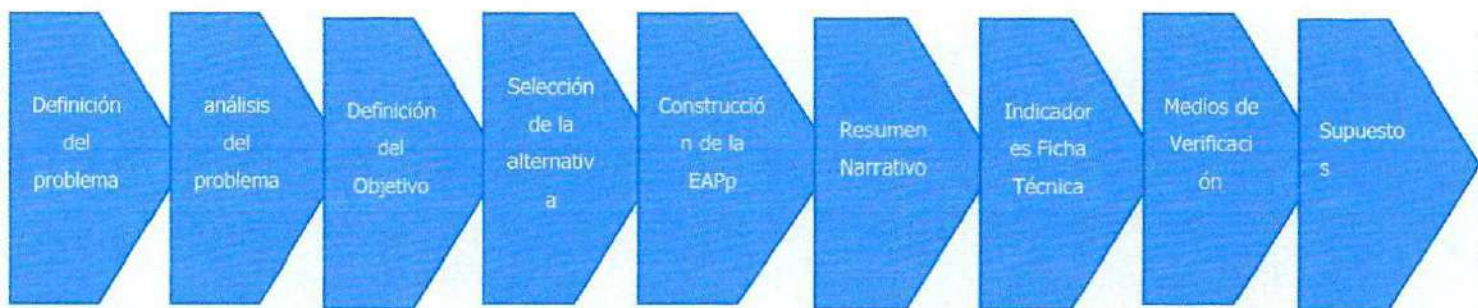 Definición
del
problema
análisis
del
problema
Definición
del
Objetivo
Selección
de la
alternativ
a
Construcció
n de la
EAPp
Resumen
Narrativo
Indicador
es Ficha
Técnica
Medios de
Verificaci
ón
Supuesto
s